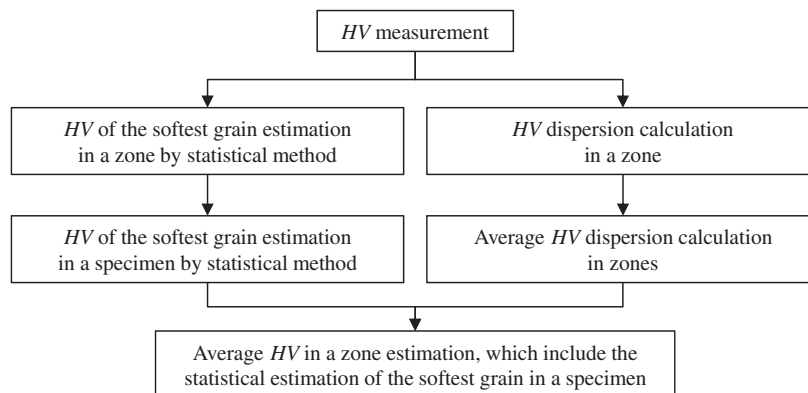 HV measurement
HV of the softest grain estimation
in a zone by statistical method
HV dispersion calculation
in a zone
HV of the softest grain estimation
in a specimen by statistical method
Average HV dispersion calculation
in zones
Average HV in a zone estimation, which include the
statistical estimation of the softest grain in a specimen